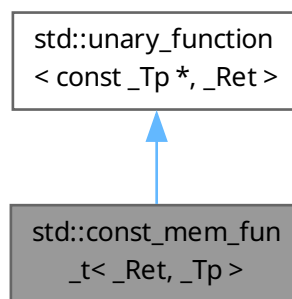 std::unary_function
< const _Tp *, _Ret >
std::const_mem_fun
_t< _Ret, _Tp >